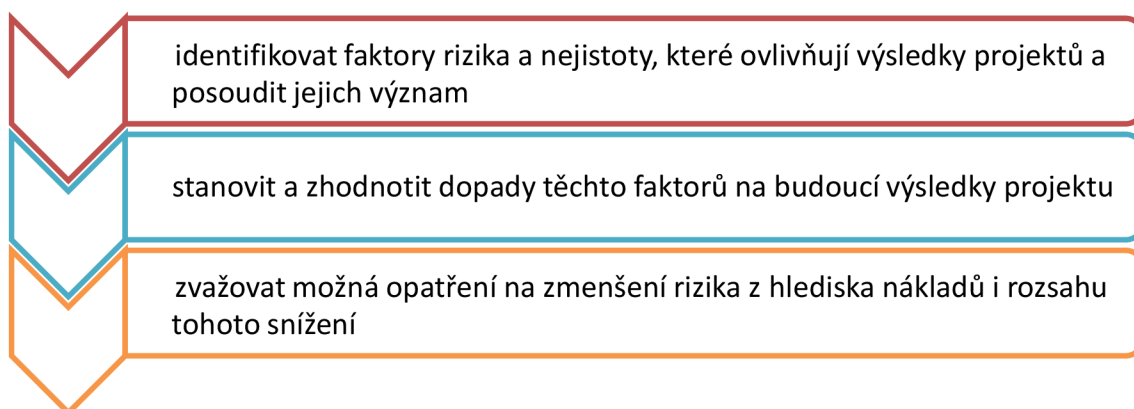 identifikovat faktory rizika a nejistoty, které ovlivňují výsledky projektů a
posoudit jejich význam
stanovit a zhodnotit dopady těchto faktorů na budoucí výsledky projektu
zvažovat možná opatření na zmenšení rizika z hlediska nákladů i rozsahu
tohoto snížení